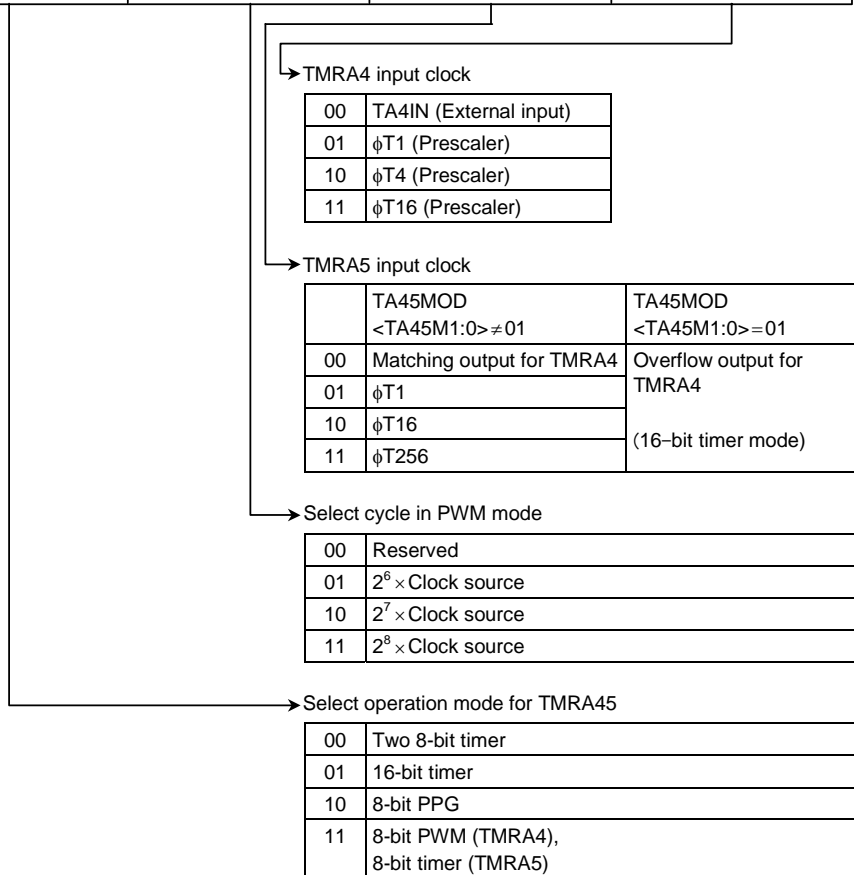 TMRA4 input clock
00 TA4IN (External input)
01 ϕT1 (Prescaler)
10 ϕT4 (Prescaler)
11 ϕT16 (Prescaler)
TMRA5 input clock
TA45MOD TA45MOD
<TA45M1:0>≠01 <TA45M1:0>=01
00 Matching output for TMRA4 Overflow output for
01 ϕT1 TMRA4
10 ϕT16
(16−bit timer mode)
11 ϕT256
Select cycle in PWM mode
00 Reserved
01 2⁶ × Clock source
10 2⁷ × Clock source
11 2⁸ × Clock source
Select operation mode for TMRA45
00 Two 8-bit timer
01 16-bit timer
10 8-bit PPG
11 8-bit PWM (TMRA4),
8-bit timer (TMRA5)